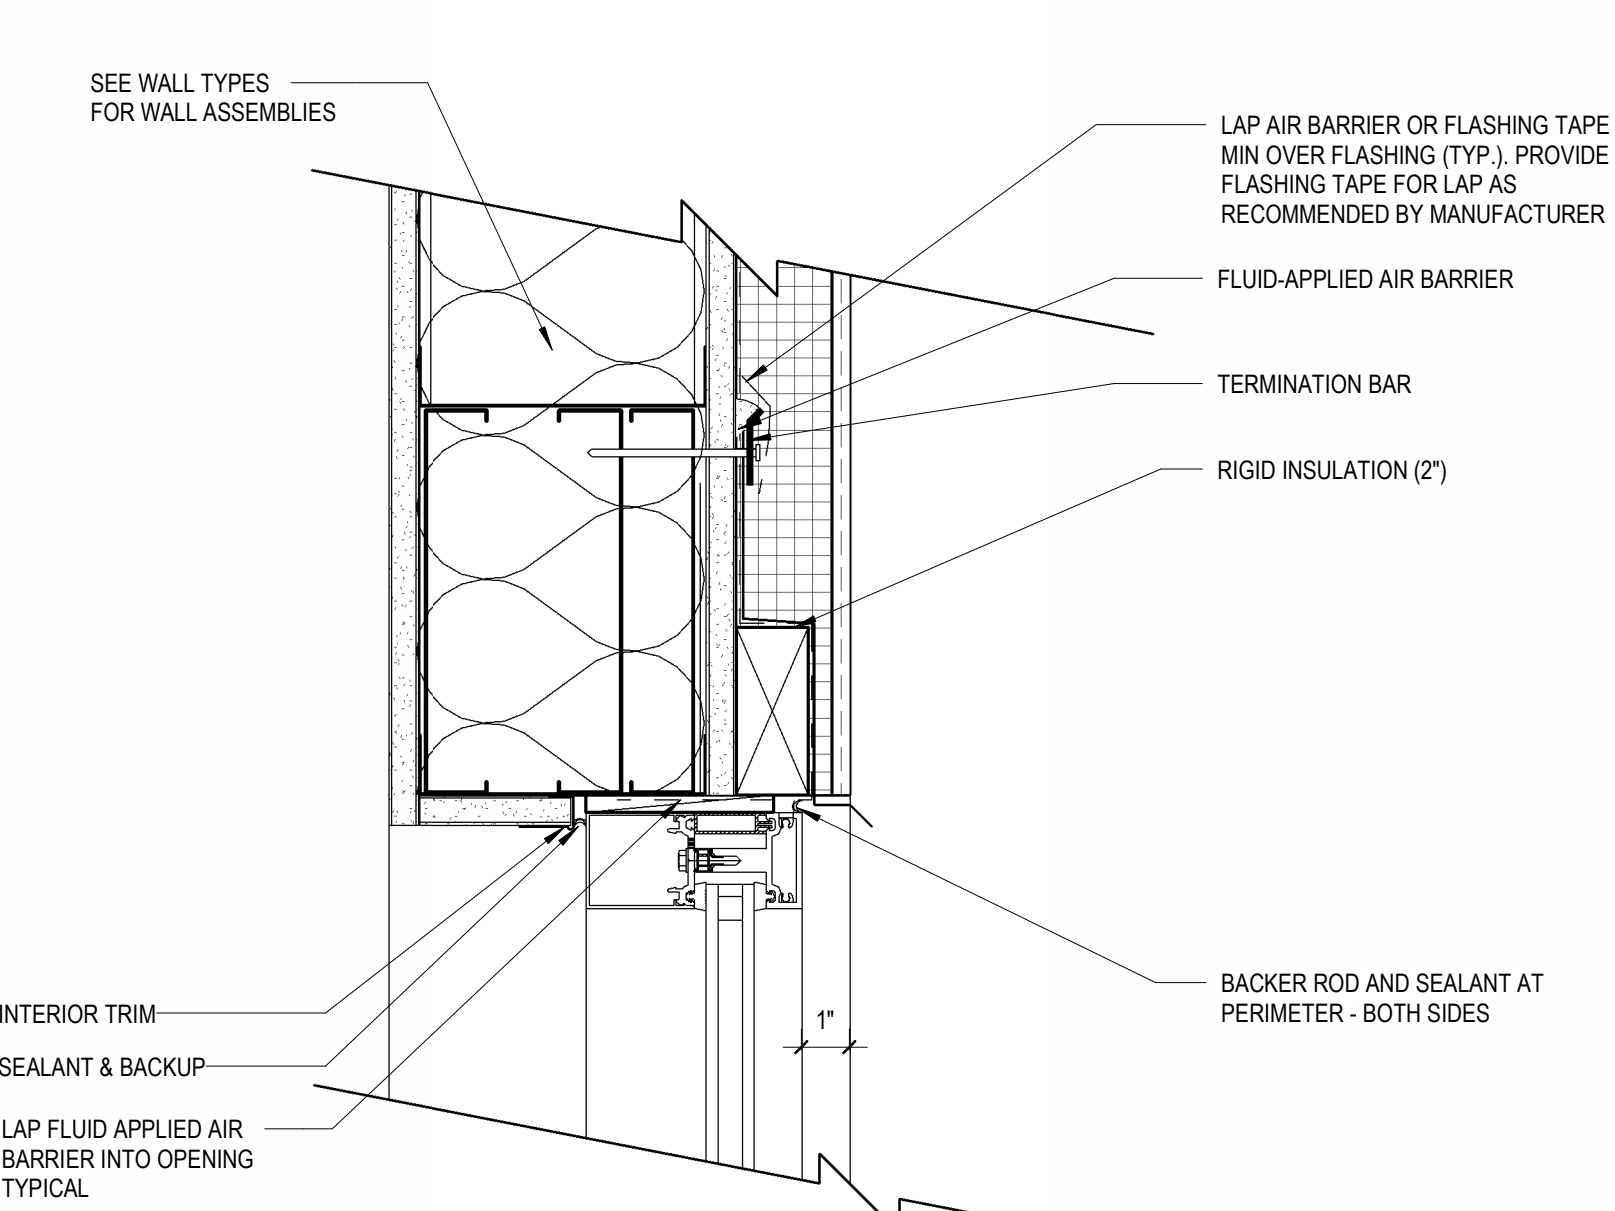 SEE WALL TYPES
FOR WALL ASSEMBLIES
LAP AIR BARRIER OR FLASHING TAPE
MIN OVER FLASHING (TYP.). PROVIDE
FLASHING TAPE FOR LAP AS
RECOMMENDED BY MANUFACTURER
FLUID-APPLIED AIR BARRIER
TERMINATION BAR
RIGID INSULATION (2")
BACKER ROD AND SEALANT AT
PERIMETER - BOTH SIDES
1"
INTERIOR TRIM
SEALANT & BACKUP
LAP FLUID APPLIED AIR
BARRIER INTO OPENING
TYPICAL